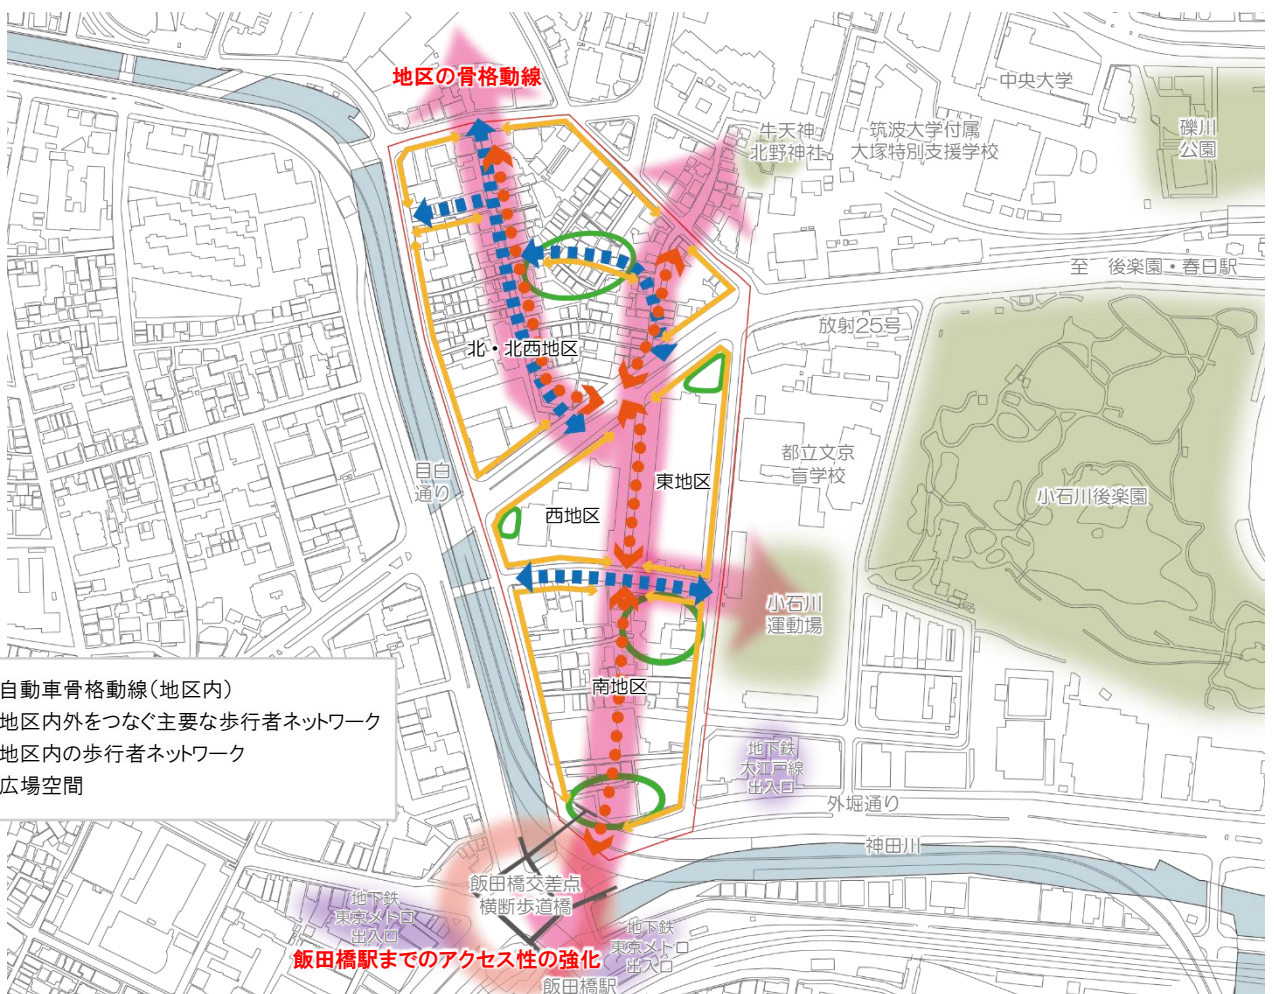 地区の骨格動線
中央大学
礫川
公園
牛天神
北野神社
筑波大学付属
大塚特別支援学校
至 後楽園・春日駅
放射25号
北・北西地区
都立文京
盲学校
目白
通り
東地区
西地区
小石川後楽園
小石川
運動場
自動車骨格動線(地区内)
地区内外をつなぐ主要な歩行者ネットワーク
地区内の歩行者ネットワーク
広場空間
南地区
地下鉄
大江戸線
出入口
外堀通り
神田川
飯田橋交差点
横断歩道橋
地下鉄
東京メトロ
出入口
地下鉄
東京メトロ
出入口
飯田橋駅までのアクセス性の強化
飯田橋駅